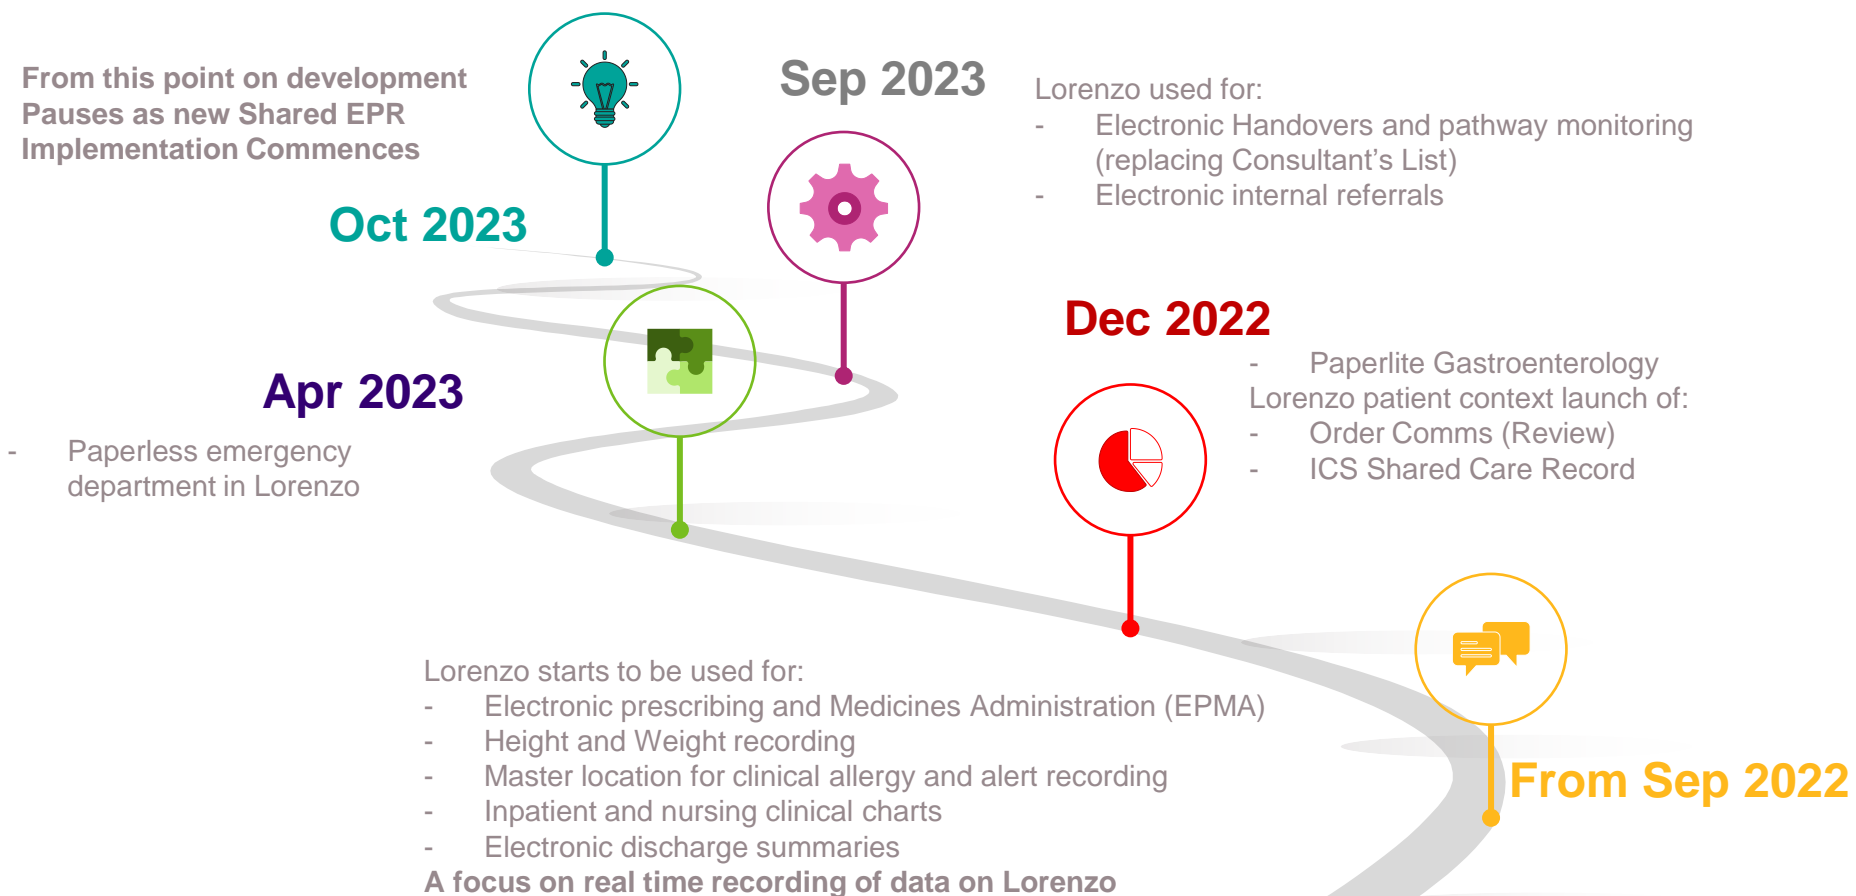 From this point on development
Pauses as new Shared EPR
Implementation Commences
Oct 2023
Sep 2023
Lorenzo used for:
- Electronic Handovers and pathway monitoring
(replacing Consultant’s List)
- Electronic internal referrals
Dec 2022
- Paperlite Gastroenterology
Lorenzo patient context launch of:
- Order Comms (Review)
- ICS Shared Care Record
Apr 2023
- Paperless emergency
department in Lorenzo
Lorenzo starts to be used for:
- Electronic prescribing and Medicines Administration (EPMA)
- Height and Weight recording
- Master location for clinical allergy and alert recording
- Inpatient and nursing clinical charts
- Electronic discharge summaries
A focus on real time recording of data on Lorenzo
From Sep 2022